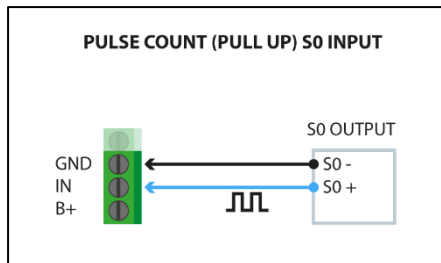 PULSE COUNT (PULL UP) S0 INPUT
S0 OUTPUT
GND
S0 -
IN
S0 +
B+